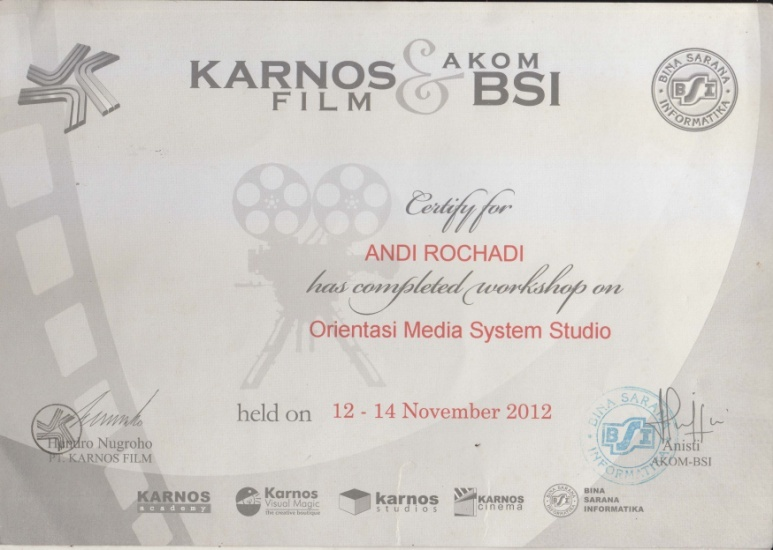 KARNOS & AKOM
FILM BSI
BINA SARANA
BSI
INFORMATIKA
Certify for
ANDI ROCHADI
has completed workshop on
Orientasi Media System Studio
held on 12 - 14 November 2012
Hendro Nugroho
PT. KARNOS FILM
BINA SARANA
BSI
INFORMATIKA
Anisti
AKOM-BSI
KARNOS
academy
Karnos
Visual Magic
the creative boutique
karnos
studios
KARNOS
cinema
BINA
SARANA
INFORMATIKA